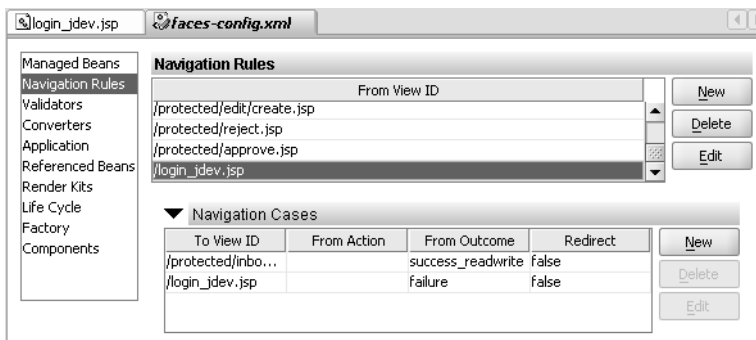 login_jdev.jsp faces-config.xml
Managed Beans
Navigation Rules
Validators
Converters
Application
Referenced Beans
Render Kits
Life Cycle
Factory
Components
Navigation Rules
From View ID
/protected/edit/create.jsp
/protected/reject.jsp
/protected/approve.jsp
/login_jdev.jsp
New
Delete
Edit
Navigation Cases
To View ID From Action From Outcome Redirect
/protected/inbo... success_readwrite false
/login_jdev.jsp failure false
New
Delete
Edit